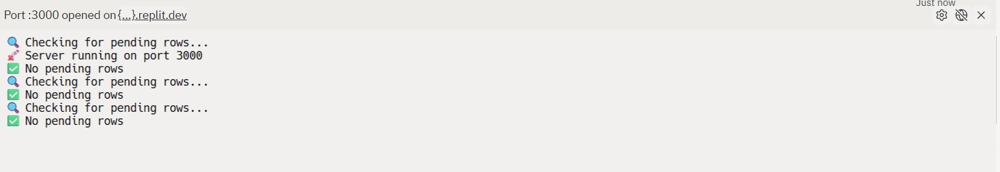 Just now
Port :3000 opened on {...}.replit.dev
🔍 Checking for pending rows...
🚀 Server running on port 3000
✅ No pending rows
🔍 Checking for pending rows...
✅ No pending rows
🔍 Checking for pending rows...
✅ No pending rows